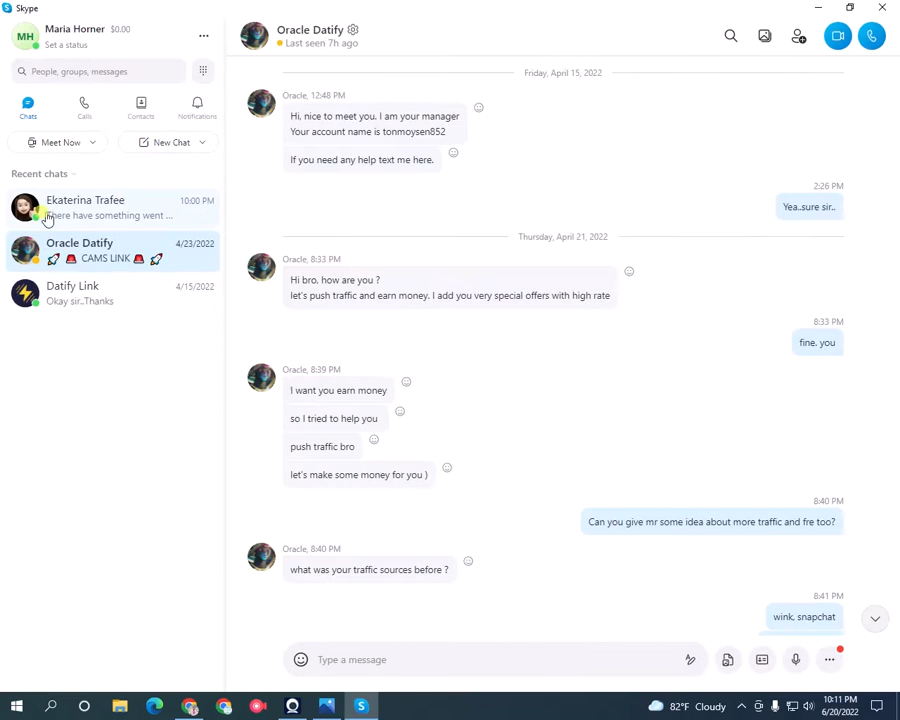 Skype
MH
Maria Horner $0.00
Set a status
People, groups, messages
Chats
Calls
Contacts
Notifications
Meet Now
New Chat
Recent chats
Ekaterina Trafee 10:00 PM
There have something went ...
Oracle Datify 4/23/2022
🚀 🚨 CAMS LINK 🚨 🚀
Datify Link 4/15/2022
Okay sir..Thanks
Oracle Datify
Last seen 7h ago
Friday, April 15, 2022
Oracle, 12:48 PM
Hi, nice to meet you. I am your manager
Your account name is tonmoysen852
If you need any help text me here.
2:26 PM
Yea..sure sir..
Thursday, April 21, 2022
Oracle, 8:33 PM
Hi bro, how are you ?
let's push traffic and earn money. I add you very special offers with high rate
8:33 PM
fine. you
Oracle, 8:39 PM
I want you earn money
so I tried to help you
push traffic bro
let's make some money for you )
8:40 PM
Can you give mr some idea about more traffic and fre too?
Oracle, 8:40 PM
what was your traffic sources before ?
8:41 PM
wink, snapchat
Type a message
82°F Cloudy
10:11 PM
6/20/2022